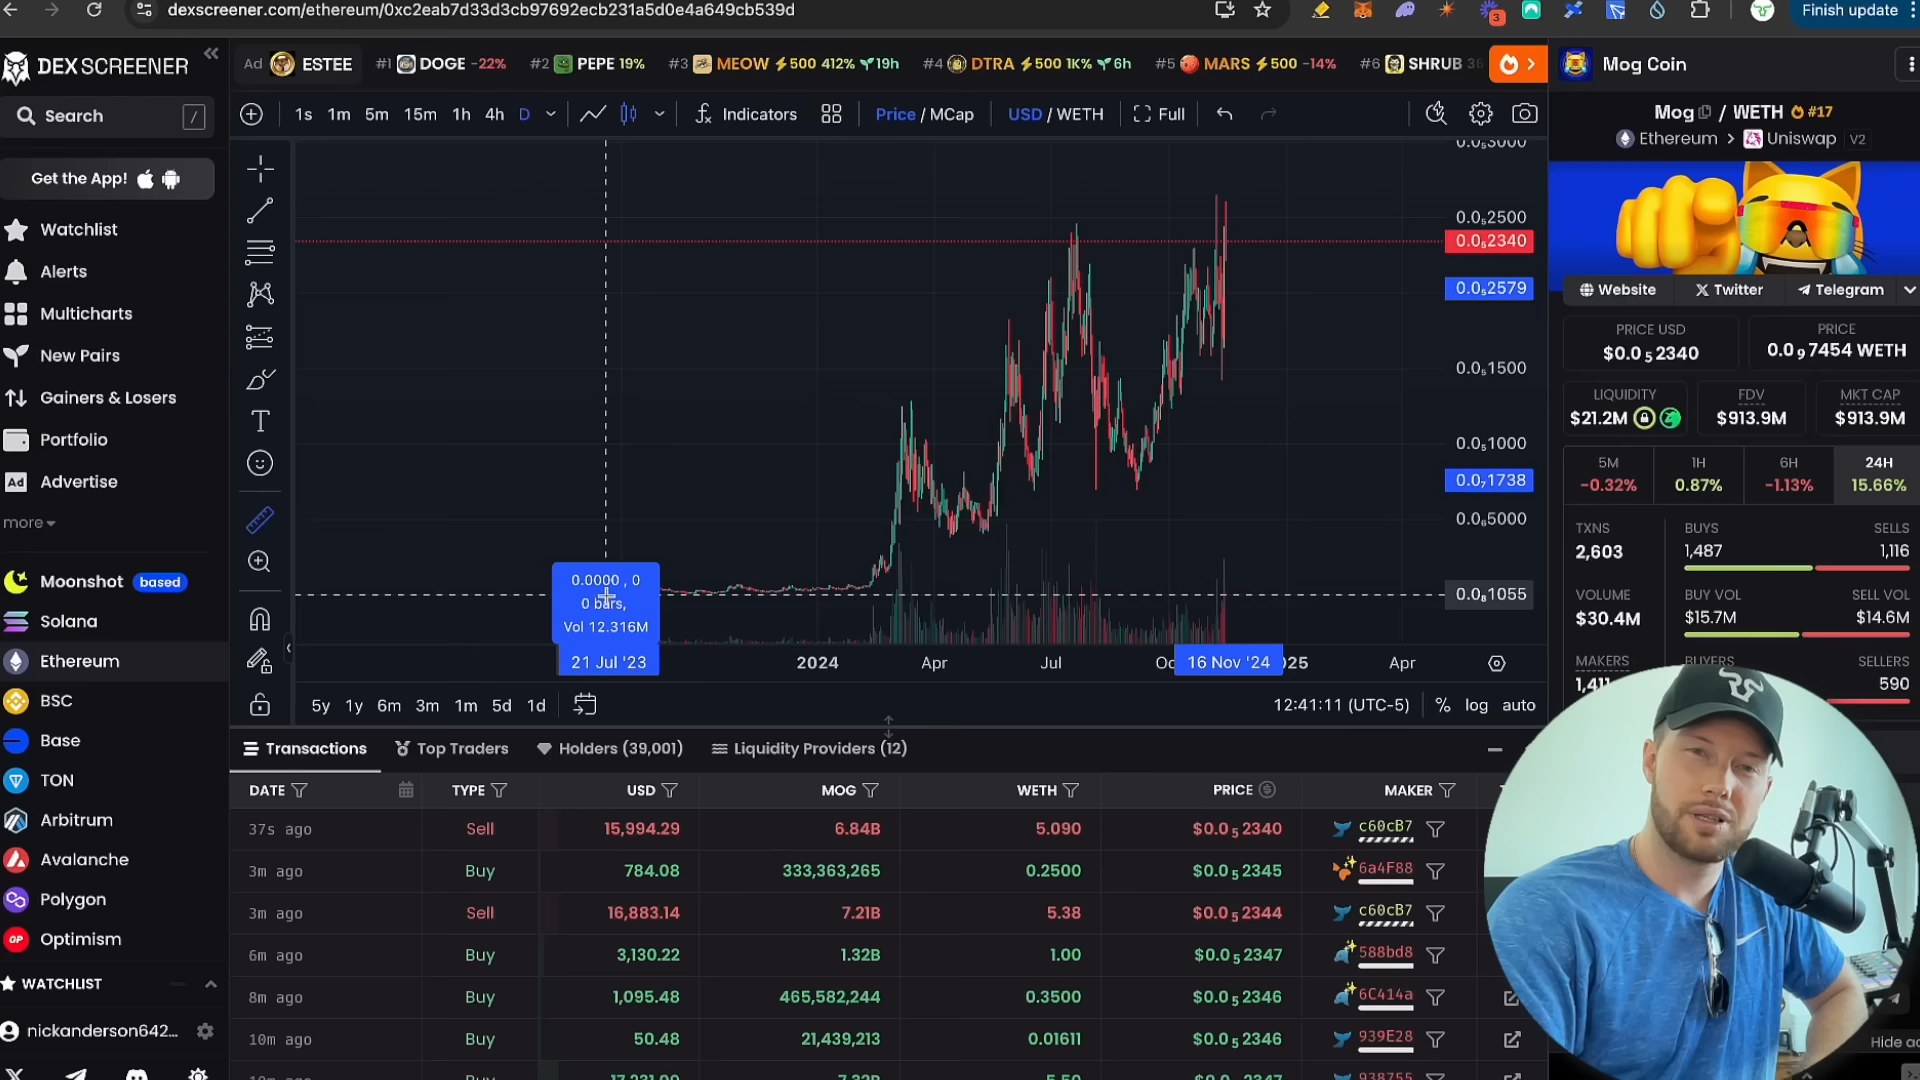 dexscreener.com/ethereum/0xc2eab7d33d3cb97692ecb231a5d0e4a649cb539d
3
Finish update
DEX SCREENER
Ad ESTEE #1 DOGE -22% #2 PEPE 19% #3 MEOW 500 412% 19h #4 DTRA 500 1K% 6h #5 MARS 500 -14% #6 SHRUB
Mog Coin
Search /
1s 1m 5m 15m 1h 4h D Indicators Price / MCap USD / WETH Full
Mog / WETH #17
Ethereum > Uniswap V2
Get the App!
Watchlist
Alerts
Multicharts
New Pairs
Gainers & Losers
Portfolio
Ad Advertise
more
Moonshot based
Solana
Ethereum
BSC
Base
TON
Arbitrum
Avalanche
Polygon
OP Optimism
WATCHLIST
nickanderson642...
0.0₅3000
0.0₅2500
0.0₅2340
0.0₅2579
0.0₅1500
0.0₅1000
0.0₇1738
0.0₆5000
0.0₈1055
0.0000 , 0
0 bars,
Vol 12.316M
21 Jul '23 2024 Apr Jul 16 Nov '24 2025 Apr
5y 1y 6m 3m 1m 5d 1d 12:41:11 (UTC-5) % log auto
Website Twitter Telegram
PRICE USD PRICE
$0.0₅2340 0.0₉7454 WETH
LIQUIDITY FDV MKT CAP
$21.2M $913.9M $913.9M
5M 1H 6H 24H
-0.32% 0.87% -1.13% 15.66%
TXNS BUYS SELLS
2,603 1,487 1,116
VOLUME BUY VOL SELL VOL
$30.4M $15.7M $14.6M
MAKERS BUYERS SELLERS
1,411 590
Transactions Top Traders Holders (39,001) Liquidity Providers (12)
DATE TYPE USD MOG WETH PRICE MAKER
37s ago Sell 15,994.29 6.84B 5.090 $0.0₅2340 c60cB7
3m ago Buy 784.08 333,363,265 0.2500 $0.0₅2345 6a4F88
3m ago Sell 16,883.14 7.21B 5.38 $0.0₅2344 c60cB7
6m ago Buy 3,130.22 1.32B 1.00 $0.0₅2347 588bd8
8m ago Buy 1,095.48 465,582,244 0.3500 $0.0₅2346 6C414a
10m ago Buy 50.48 21,439,213 0.01611 $0.0₅2346 939E28
Hide